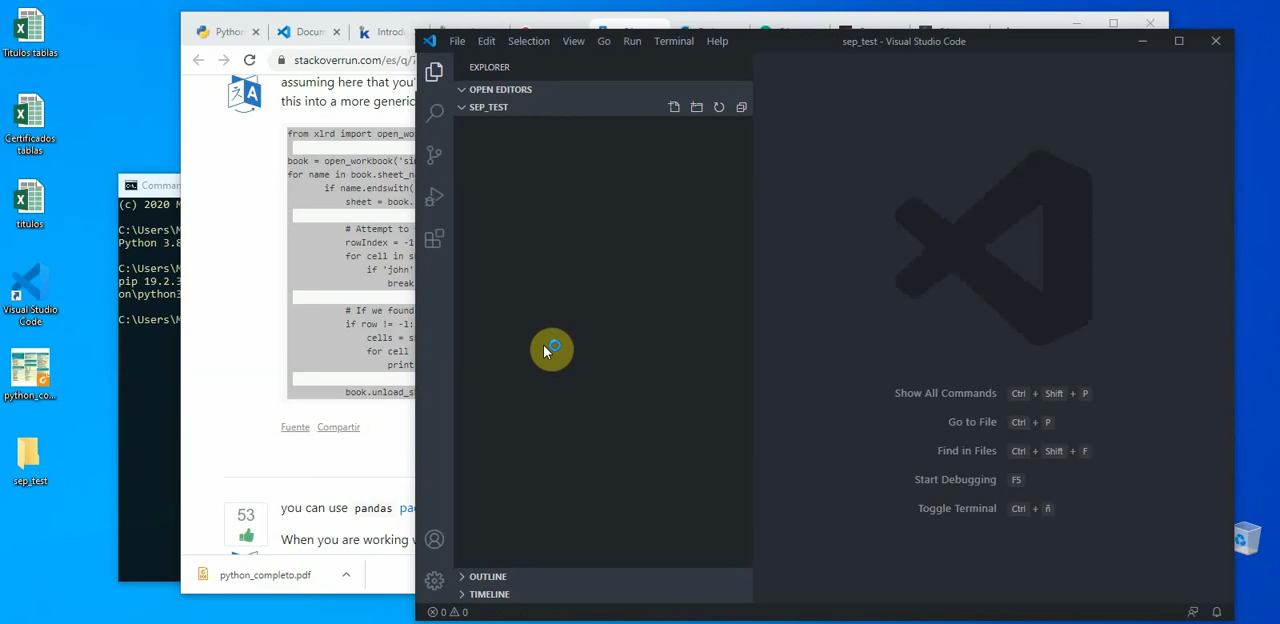 Titulos tablas
Certificados
tablas
titulos
Visual Studio
Code
python_co...
sep_test
Python
Docum
Introd
stackoverrun.com/es/q/7
assuming here that you'
this into a more generic
from xlrd import open_wo
book = open_workbook('si
for name in book.sheet_n
if name.endswith(
sheet = book.
# Attempt to
rowIndex = -1
for cell in s
if 'john'
break
# If we found
if row != -1:
cells = s
for cell
print
book.unload_s
Fuente Compartir
53
you can use pandas pa
When you are working w
python_completo.pdf
Comman
(c) 2020 M
C:\Users\M
Python 3.8
C:\Users\M
pip 19.2.3
on\python3
C:\Users\M
File Edit Selection View Go Run Terminal Help
sep_test - Visual Studio Code
EXPLORER
OPEN EDITORS
SEP_TEST
OUTLINE
TIMELINE
Show All Commands Ctrl + Shift + P
Go to File Ctrl + P
Find in Files Ctrl + Shift + F
Start Debugging F5
Toggle Terminal Ctrl + ñ
0 0